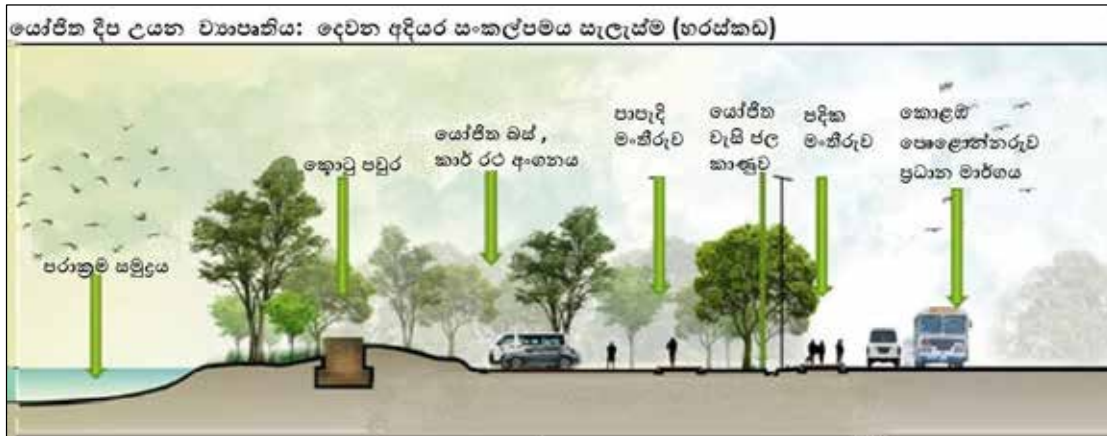 යෝජිත දීප උයන ව්‍යාපෘතිය: දෙවන අදියර සංකල්පමය සැලැස්ම (හරස්කඩ)
පරාක්‍රම සමුද්‍රය
කොටු පවුර
යෝජිත බස් ,
කාර් රථ අංගනය
පාපැදි
මංතීරුව
යෝජිත
වැසි ජල
කාණුව
පදික
මංතීරුව
කොළඹ
පොළොන්නරුව
ප්‍රධාන මාර්ගය